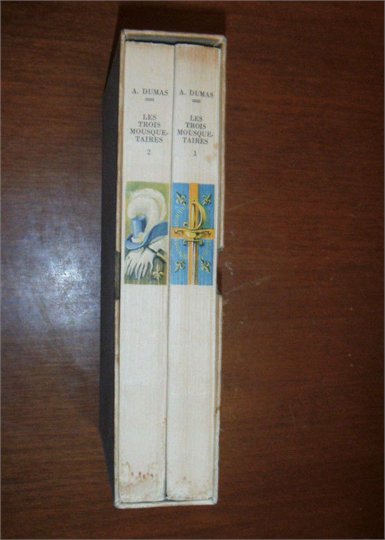 A. DUMAS
LES
TROIS
MOUSQUE-
TAIRES
2
A. DUMAS
LES
TROIS
MOUSQUE-
TAIRES
1